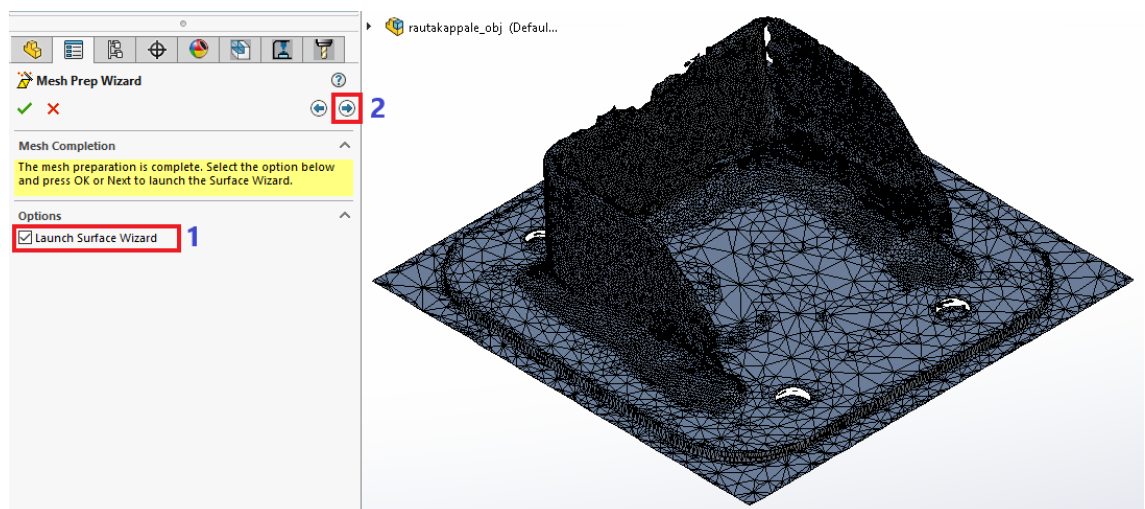 rautakappale_obj (Defaul...
Mesh Prep Wizard
2
Mesh Completion
The mesh preparation is complete. Select the option below
and press OK or Next to launch the Surface Wizard.
Options
Launch Surface Wizard
1